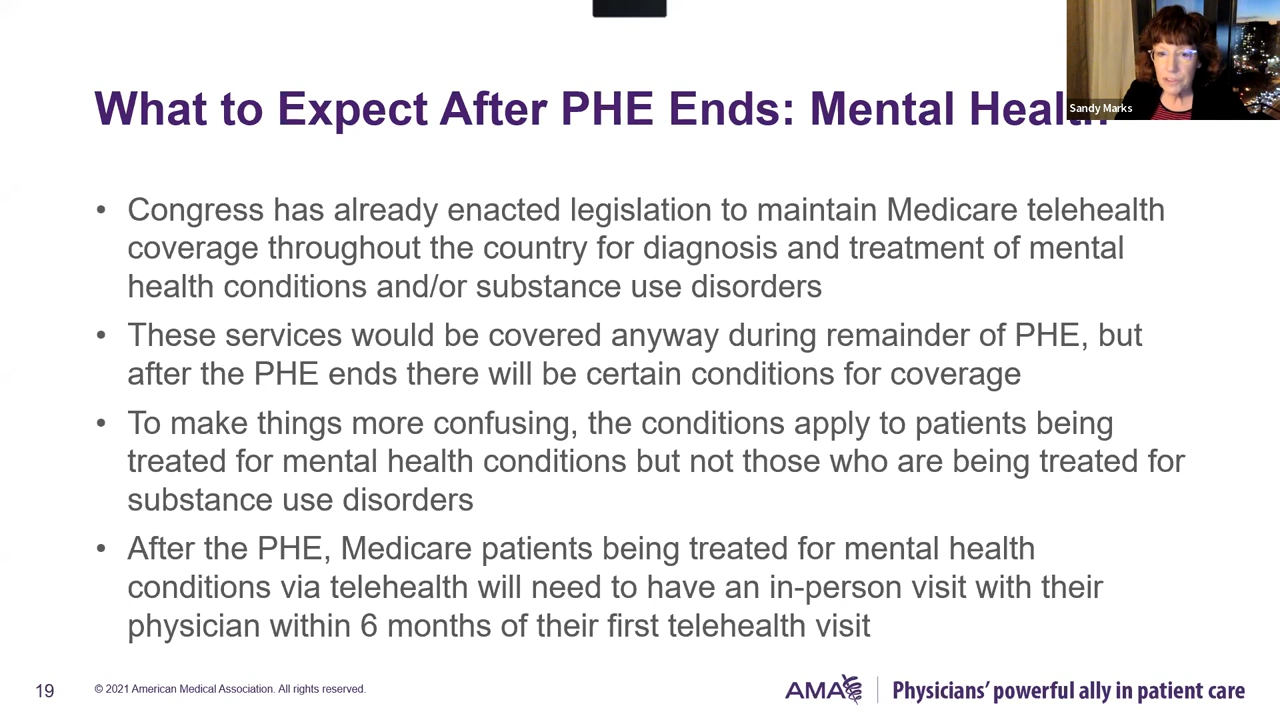 What to Expect After PHE Ends: Mental Health
Sandy Marks
• Congress has already enacted legislation to maintain Medicare telehealth
coverage throughout the country for diagnosis and treatment of mental
health conditions and/or substance use disorders
• These services would be covered anyway during remainder of PHE, but
after the PHE ends there will be certain conditions for coverage
• To make things more confusing, the conditions apply to patients being
treated for mental health conditions but not those who are being treated for
substance use disorders
• After the PHE, Medicare patients being treated for mental health
conditions via telehealth will need to have an in-person visit with their
physician within 6 months of their first telehealth visit
19
© 2021 American Medical Association. All rights reserved.
AMA
Physicians’ powerful ally in patient care